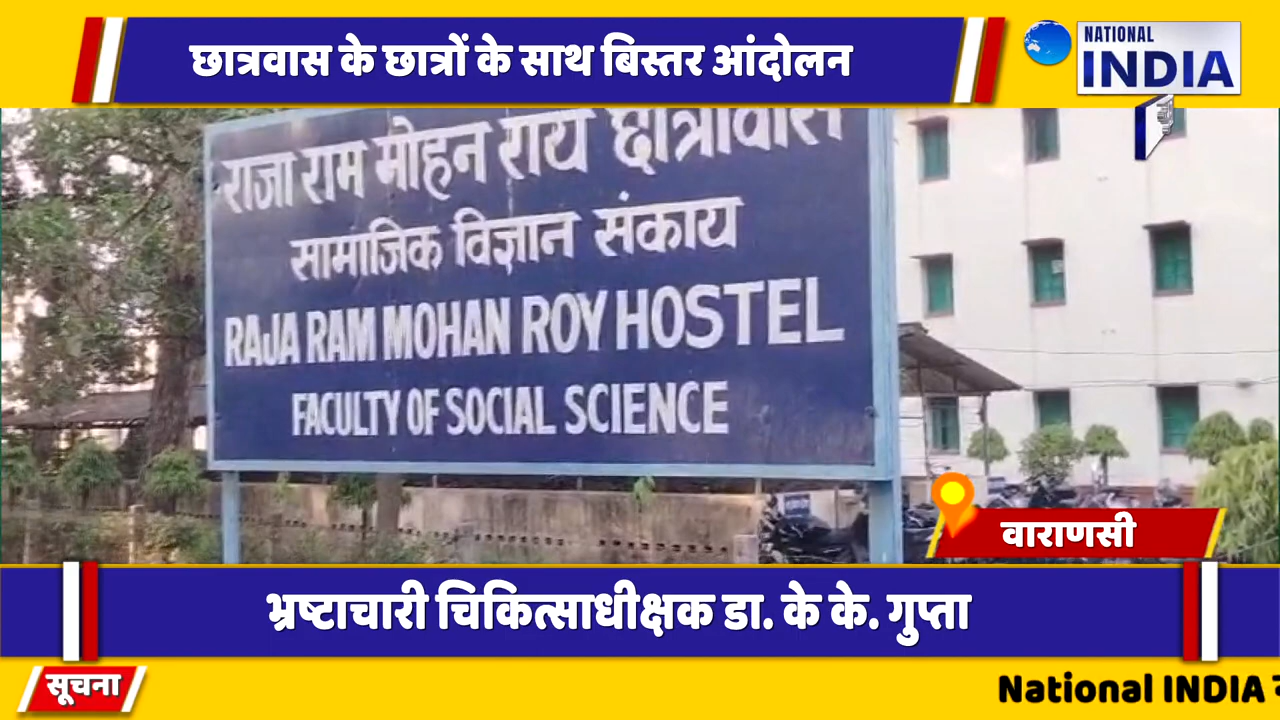 छात्रवास के छात्रों के साथ बिस्तर आंदोलन
NATIONAL
INDIA
राजा राम मोहन राय छात्रावास
सामाजिक विज्ञान संकाय
RAJA RAM MOHAN ROY HOSTEL
FACULTY OF SOCIAL SCIENCE
वाराणसी
भ्रष्टाचारी चिकित्साधीक्षक डा. के के. गुप्ता
सूचना
National INDIA